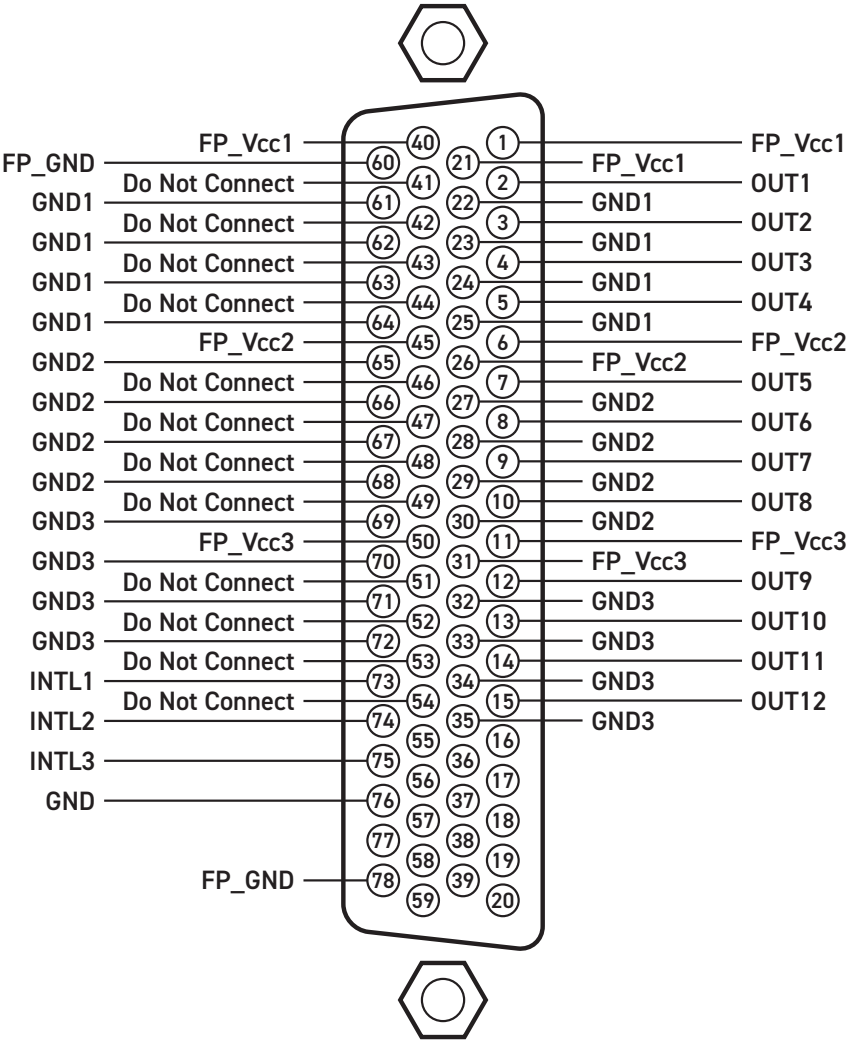 FP_Vcc1 40 1 FP_Vcc1
FP_GND 60 21 FP_Vcc1
Do Not Connect 41 2 OUT1
GND1 61 22 GND1
Do Not Connect 42 3 OUT2
GND1 62 23 GND1
Do Not Connect 43 4 OUT3
GND1 63 24 GND1
Do Not Connect 44 5 OUT4
GND1 64 25 GND1
FP_Vcc2 45 6 FP_Vcc2
GND2 65 26 FP_Vcc2
Do Not Connect 46 7 OUT5
GND2 66 27 GND2
Do Not Connect 47 8 OUT6
GND2 67 28 GND2
Do Not Connect 48 9 OUT7
GND2 68 29 GND2
Do Not Connect 49 10 OUT8
GND3 69 30 GND2
FP_Vcc3 50 11 FP_Vcc3
GND3 70 31 FP_Vcc3
Do Not Connect 51 12 OUT9
GND3 71 32 GND3
Do Not Connect 52 13 OUT10
GND3 72 33 GND3
Do Not Connect 53 14 OUT11
INTL1 73 34 GND3
Do Not Connect 54 15 OUT12
INTL2 74 35 GND3
55 16
INTL3 75 36
56 17
GND 76 37
57 18
77 38
58 19
FP_GND 78 39
59 20